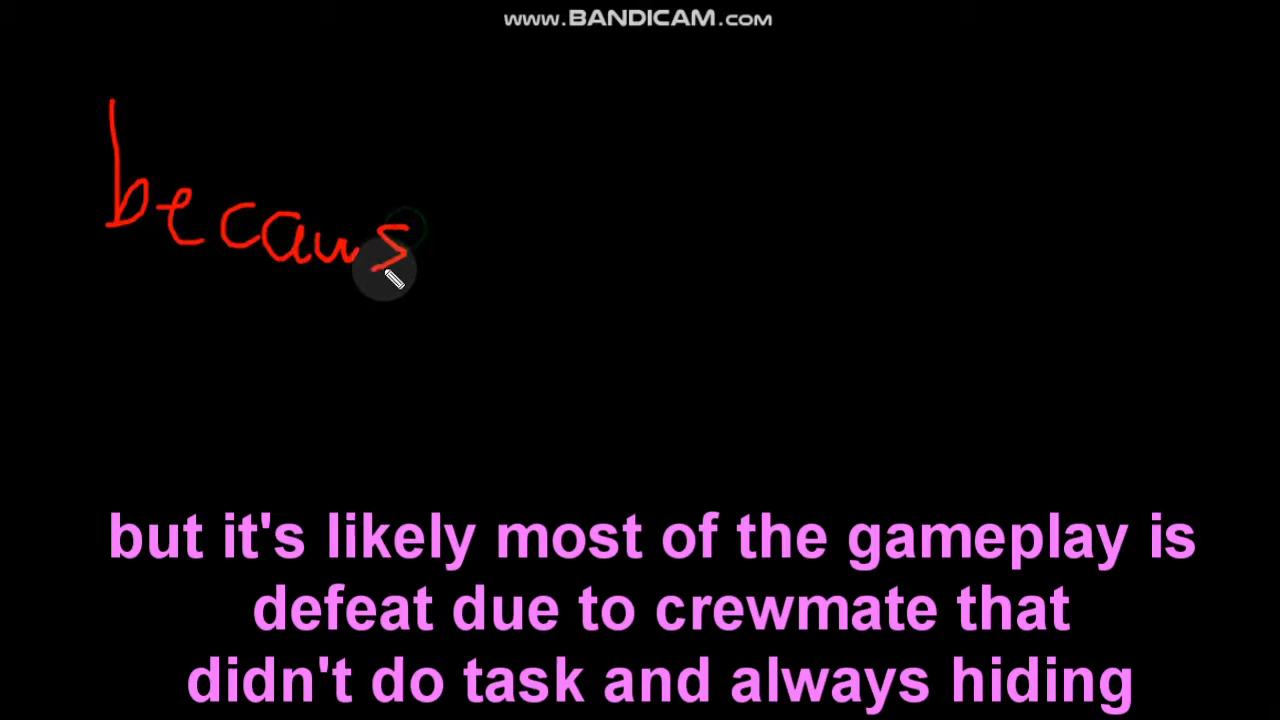 www.BANDICAM.com
becaus
but it's likely most of the gameplay is
defeat due to crewmate that
didn't do task and always hiding